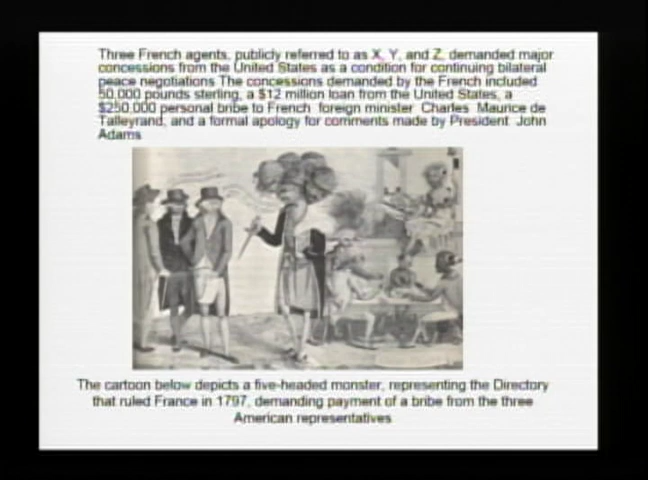 Three French agents, publicly referred to as X, Y, and Z, demanded major
concessions from the United States as a condition for continuing bilateral
peace negotiations The concessions demanded by the French included
50,000 pounds sterling, a $12 million loan from the United States, a
$250,000 personal bribe to French foreign minister Charles Maurice de
Talleyrand, and a formal apology for comments made by President John
Adams
The cartoon below depicts a five-headed monster, representing the Directory
that ruled France in 1797, demanding payment of a bribe from the three
American representatives